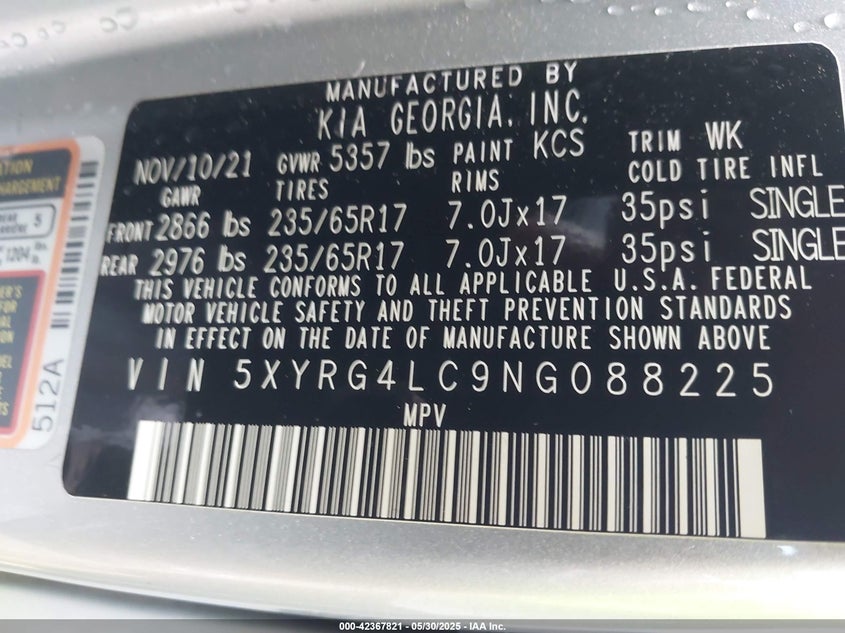 MANUFACTURED BY
KIA GEORGIA, INC.
NOV/10/21 GVWR 5357 lbs PAINT KCS TRIM WK
GAWR TIRES RIMS COLD TIRE INFL
FRONT 2866 lbs 235/65R17 7.0Jx17 35psi SINGLE
REAR 2976 lbs 235/65R17 7.0Jx17 35psi SINGLE
THIS VEHICLE CONFORMS TO ALL APPLICABLE U.S.A. FEDERAL
MOTOR VEHICLE SAFETY AND THEFT PREVENTION STANDARDS
IN EFFECT ON THE DATE OF MANUFACTURE SHOWN ABOVE
VIN 5XYRG4LC9NG088225
MPV
5
1204 lbs.
512A
000-42367821 - 05/30/2025 - IAA Inc.